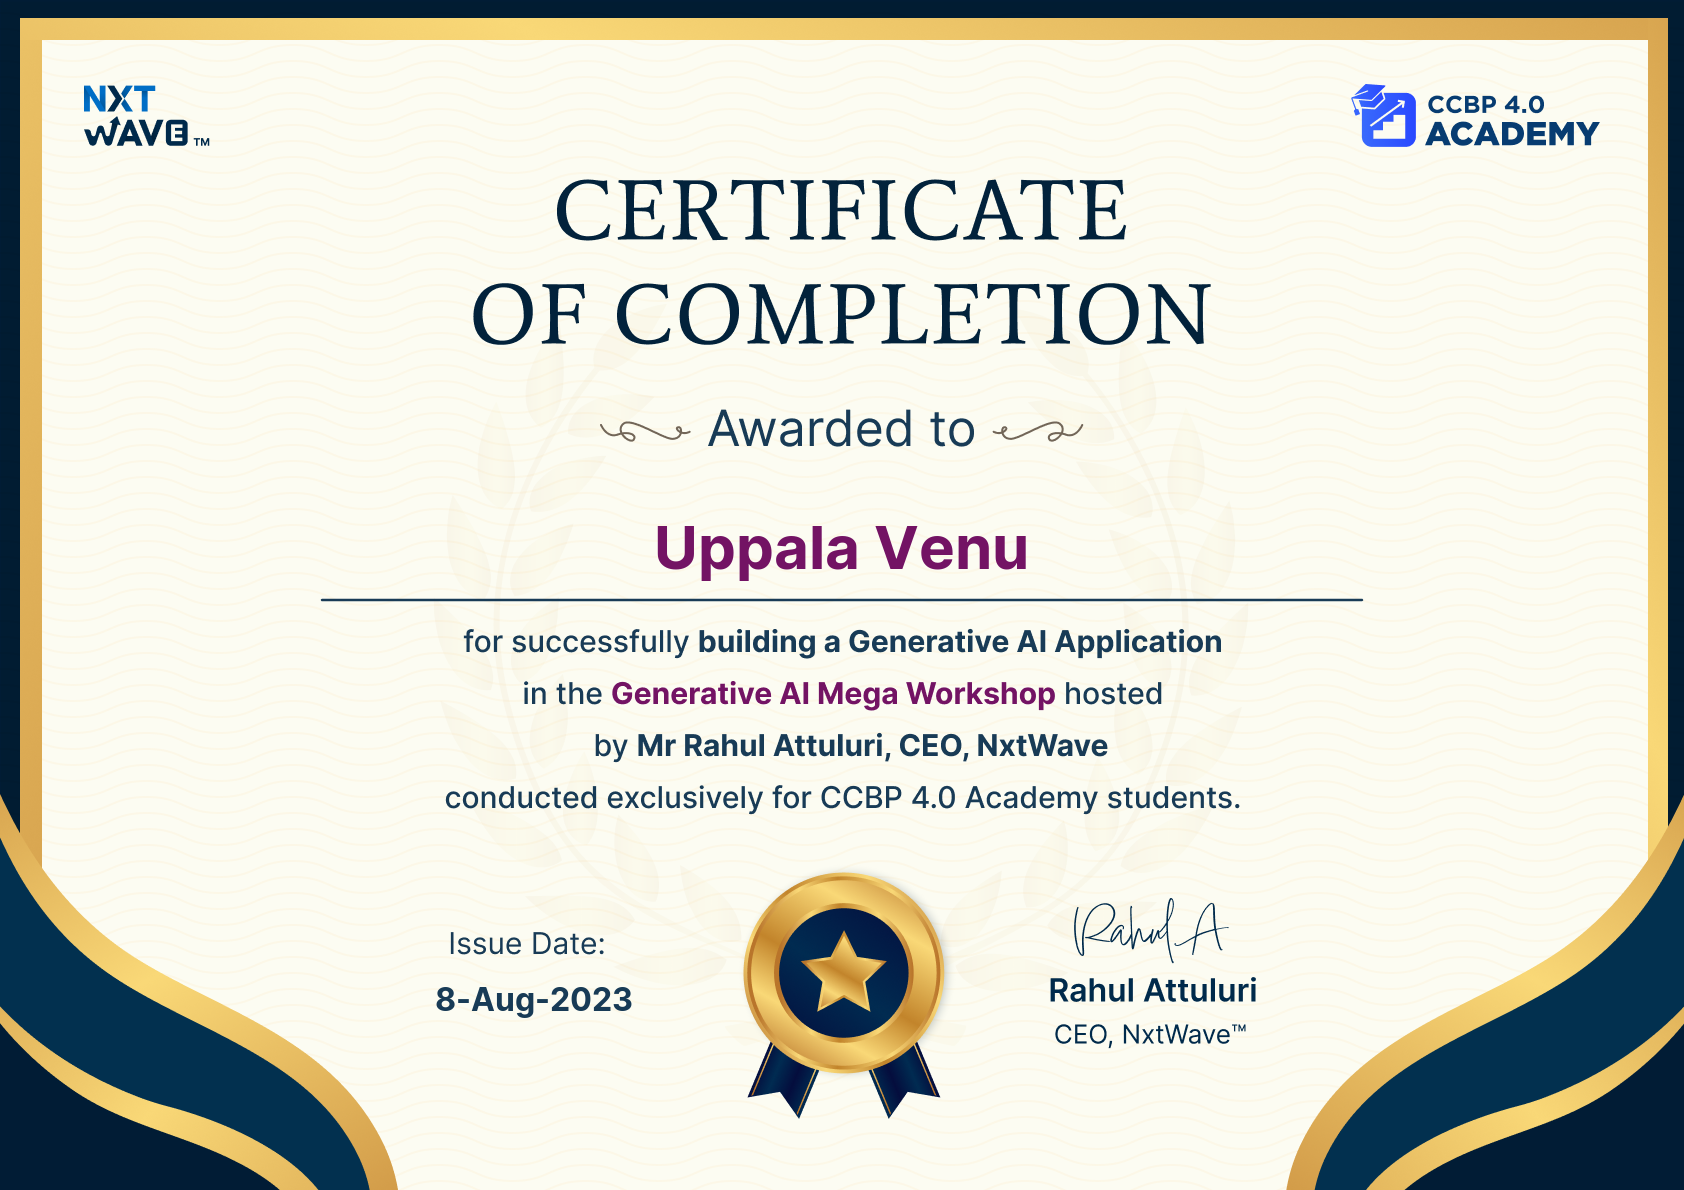 NXT
WAVE™
CCBP 4.0
ACADEMY
CERTIFICATE
OF COMPLETION
Awarded to
Uppala Venu
for successfully building a Generative AI Application
in the Generative AI Mega Workshop hosted
by Mr Rahul Attuluri, CEO, NxtWave
conducted exclusively for CCBP 4.0 Academy students.
Issue Date:
8-Aug-2023
Rahul A
Rahul Attuluri
CEO, NxtWave™